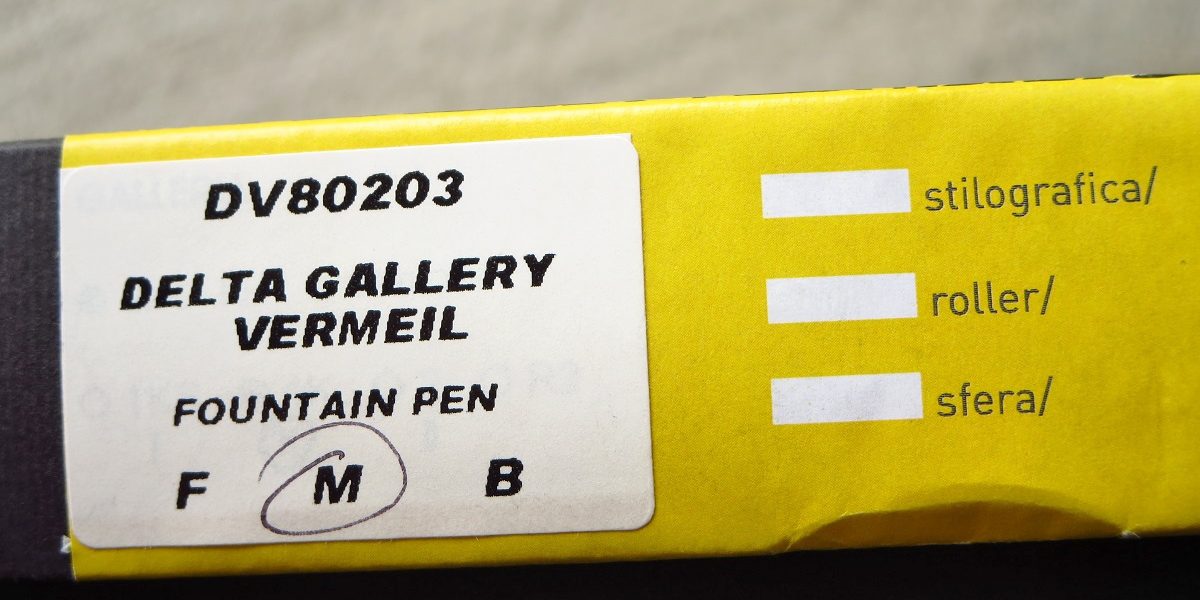 DV80203
DELTA GALLERY
VERMEIL
FOUNTAIN PEN
F M B
stilografica/
roller/
sfera/